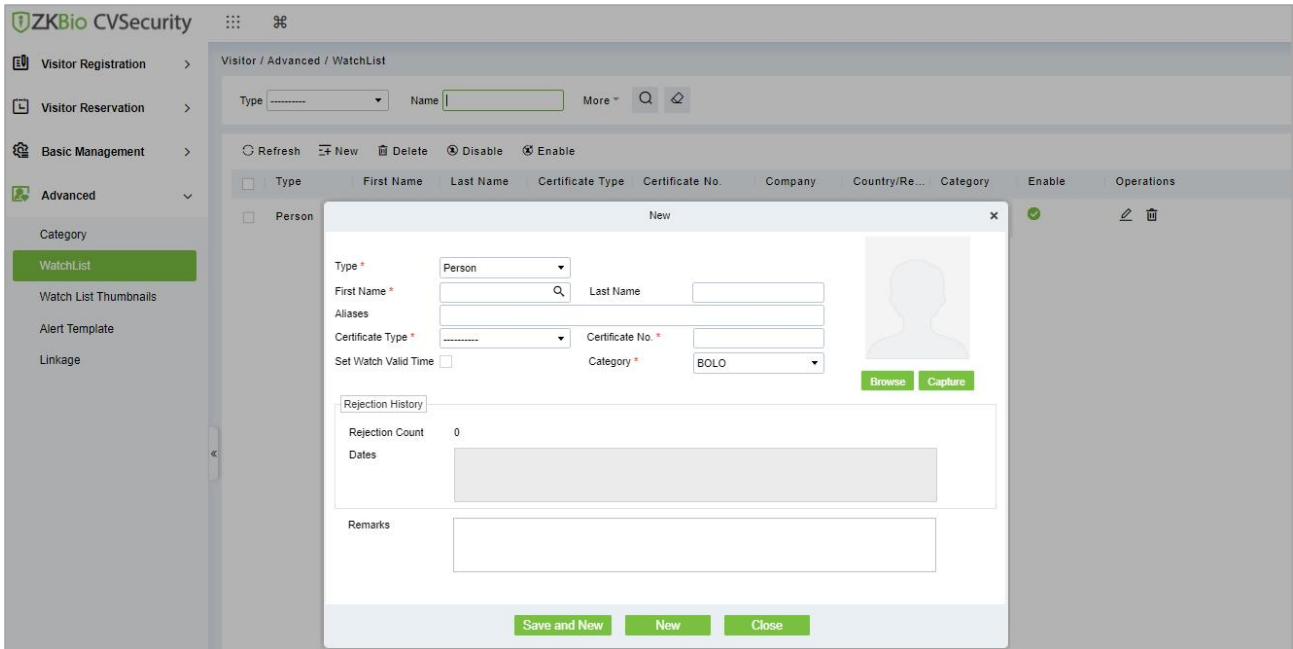 ZKBio CVSecurity
Visitor Registration
Visitor Reservation
Basic Management
Advanced
Category
WatchList
Watch List Thumbnails
Alert Template
Linkage
Visitor / Advanced / WatchList
Type ---------- Name More
Refresh New Delete Disable Enable
Type First Name Last Name Certificate Type Certificate No. Company Country/Re... Category Enable Operations
Person
New
Type * Person
First Name * Last Name
Aliases
Certificate Type * ---------- Certificate No. *
Set Watch Valid Time Category * BOLO
Browse Capture
Rejection History
Rejection Count 0
Dates
Remarks
Save and New New Close